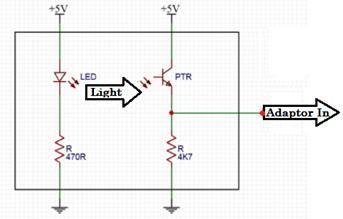 +5V
+5V
LED
Light
PTR
Adaptor In
R
470R
R
4K7